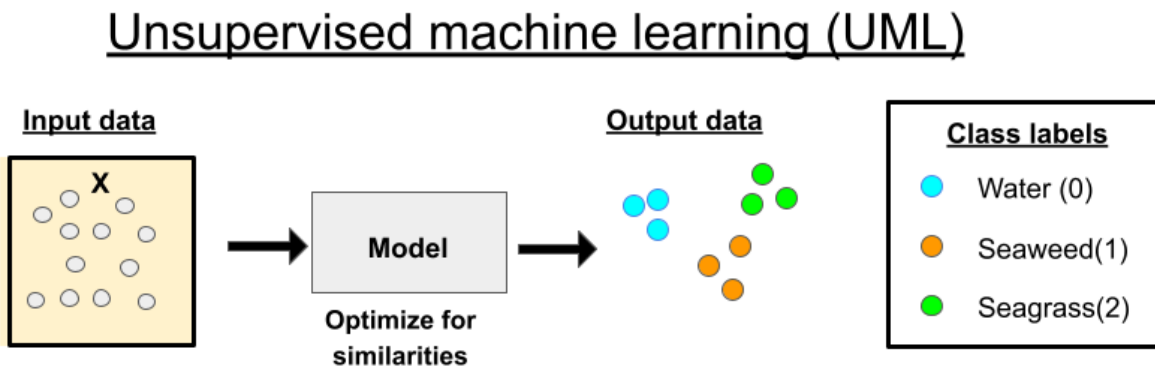 Unsupervised machine learning (UML)
Input data
X
Model
Optimize for
similarities
Output data
Class labels
Water (0)
Seaweed(1)
Seagrass(2)